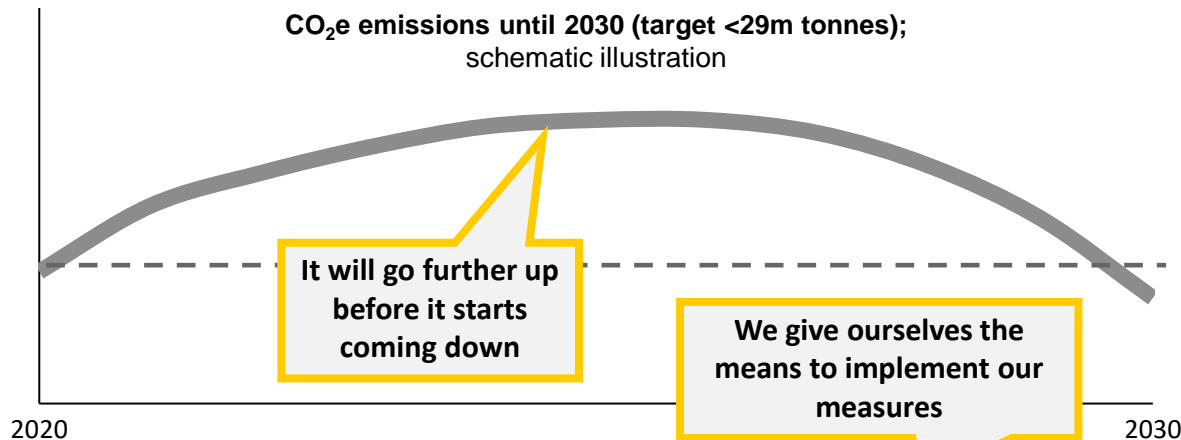 CO₂e emissions until 2030 (target <29m tonnes);
schematic illustration
It will go further up
before it starts
coming down
We give ourselves the
means to implement our
measures
2020
2030